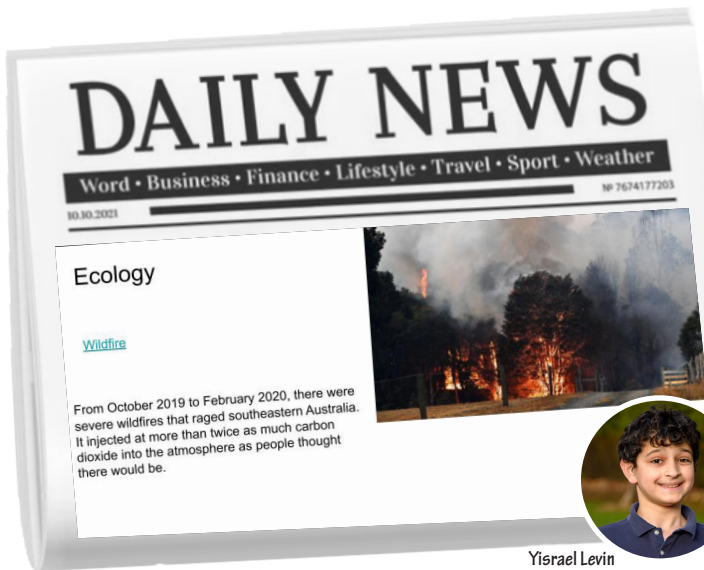 DAILY NEWS
Word • Business • Finance • Lifestyle • Travel • Sport • Weather
10.10.2021
№ 7674177203
Ecology
Wildfire
From October 2019 to February 2020, there were
severe wildfires that raged southeastern Australia.
It injected at more than twice as much carbon
dioxide into the atmosphere as people thought
there would be.
Yisrael Levin